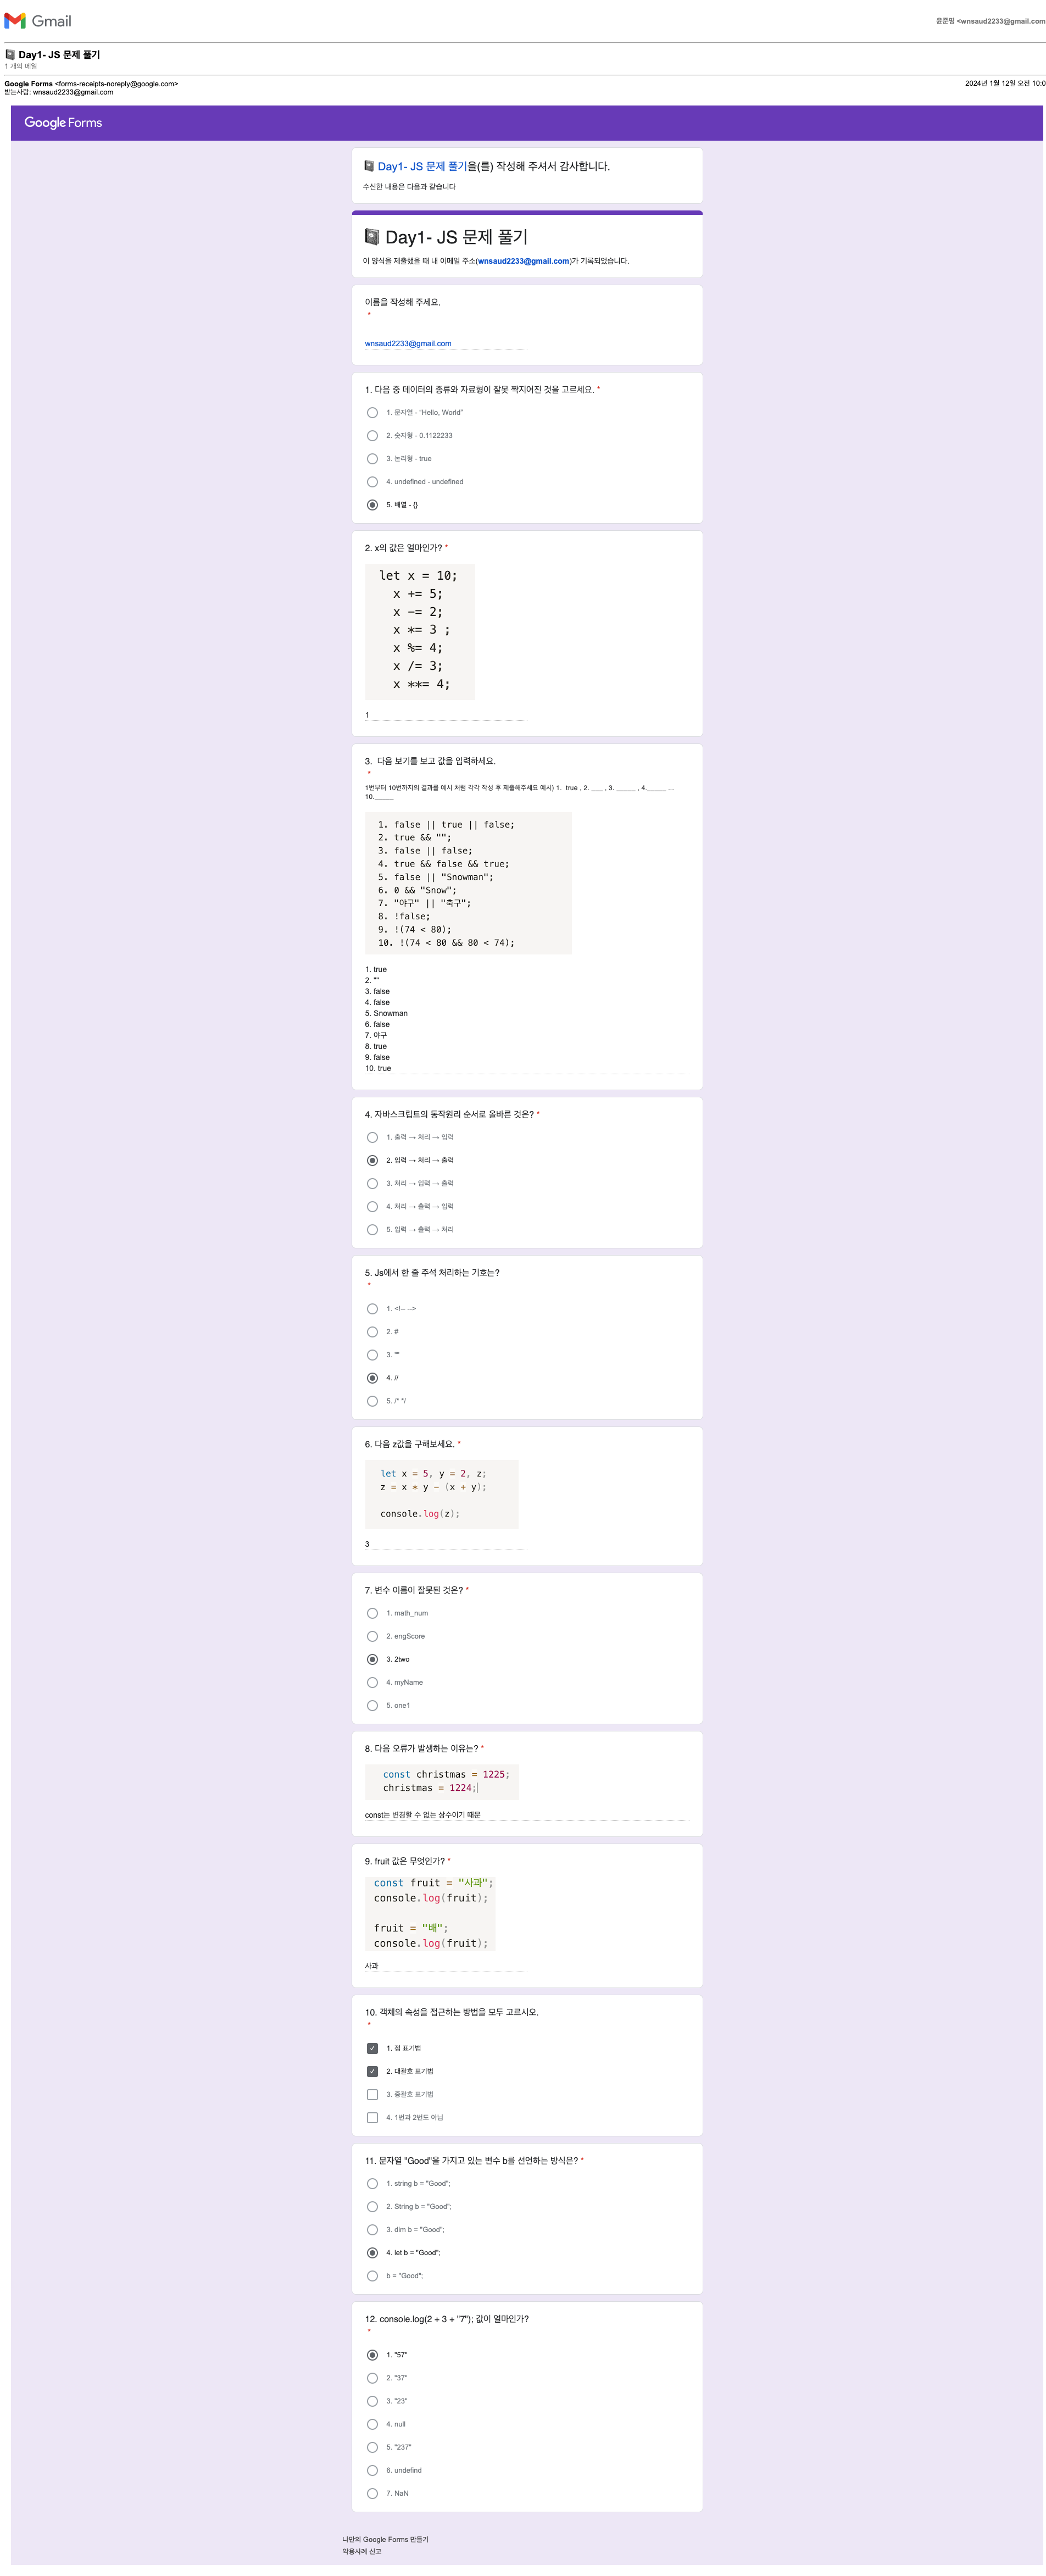 Gmail
윤준명 <wnsaud2233@gmail.com
Day1- JS 문제 풀기
1 개의 메일
Google Forms <forms-receipts-noreply@google.com>
2024년 1월 12일 오전 10:0
받는사람: wnsaud2233@gmail.com
Google Forms
Day1- JS 문제 풀기을(를) 작성해 주셔서 감사합니다.
수신한 내용은 다음과 같습니다
Day1- JS 문제 풀기
이 양식을 제출했을 때 내 이메일 주소(wnsaud2233@gmail.com)가 기록되었습니다.
이름을 작성해 주세요.
*
wnsaud2233@gmail.com
1. 다음 중 데이터의 종류와 자료형이 잘못 짝지어진 것을 고르세요. *
1. 문자열 - "Hello, World"
2. 숫자형 - 0.1122233
3. 논리형 - true
4. undefined - undefined
5. 배열 - {}
2. x의 값은 얼마인가? *
let x = 10;
x += 5;
x -= 2;
x *= 3 ;
x %= 4;
x /= 3;
x **= 4;
1
3. 다음 보기를 보고 값을 입력하세요.
*
1번부터 10번까지의 결과를 예시 처럼 각각 작성 후 제출해주세요 예시) 1. true , 2. ___ , 3. _____ , 4._____ ...
10._____
1. false || true || false;
2. true && "";
3. false || false;
4. true && false && true;
5. false || "Snowman";
6. 0 && "Snow";
7. "야구" || "축구";
8. !false;
9. !(74 < 80);
10. !(74 < 80 && 80 < 74);
1. true
2. ""
3. false
4. false
5. Snowman
6. false
7. 야구
8. true
9. false
10. true
4. 자바스크립트의 동작원리 순서로 올바른 것은? *
1. 출력 → 처리 → 입력
2. 입력 → 처리 → 출력
3. 처리 → 입력 → 출력
4. 처리 → 출력 → 입력
5. 입력 → 출력 → 처리
5. Js에서 한 줄 주석 처리하는 기호는?
*
1. <!-- -->
2. #
3. ""
4. //
5. /* */
6. 다음 z값을 구해보세요. *
let x = 5, y = 2, z;
z = x * y - (x + y);
console.log(z);
3
7. 변수 이름이 잘못된 것은? *
1. math_num
2. engScore
3. 2two
4. myName
5. one1
8. 다음 오류가 발생하는 이유는? *
const christmas = 1225;
christmas = 1224;
const는 변경할 수 없는 상수이기 때문
9. fruit 값은 무엇인가? *
const fruit = "사과";
console.log(fruit);
fruit = "배";
console.log(fruit);
사과
10. 객체의 속성을 접근하는 방법을 모두 고르시오.
*
1. 점 표기법
2. 대괄호 표기법
3. 중괄호 표기법
4. 1번과 2번도 아님
11. 문자열 "Good"을 가지고 있는 변수 b를 선언하는 방식은? *
1. string b = "Good";
2. String b = "Good";
3. dim b = "Good";
4. let b = "Good";
b = "Good";
12. console.log(2 + 3 + "7"); 값이 얼마인가?
*
1. "57"
2. "37"
3. "23"
4. null
5. "237"
6. undefind
7. NaN
나만의 Google Forms 만들기
악용사례 신고